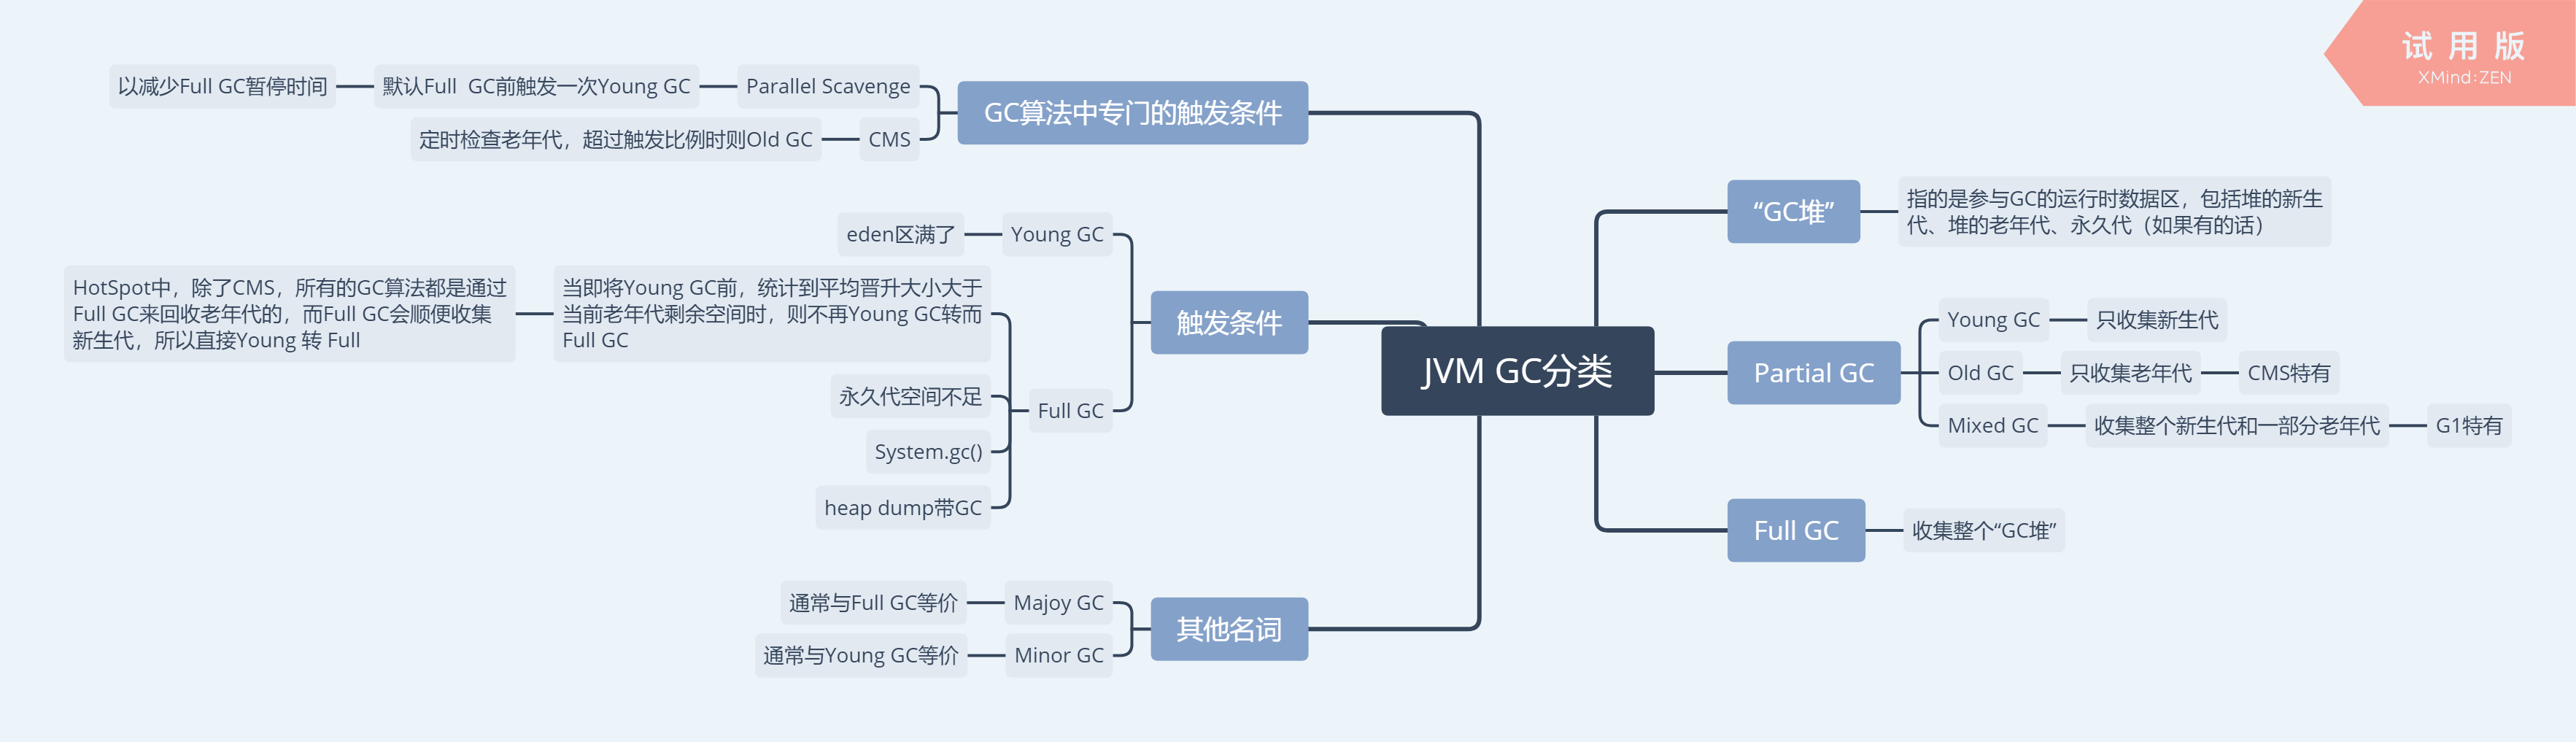 试用版
XMind:ZEN
JVM GC分类
“GC堆”
指的是参与GC的运行时数据区，包括堆的新生
代、堆的老年代、永久代（如果有的话）
Partial GC
Young GC
只收集新生代
Old GC
只收集老年代
CMS特有
Mixed GC
收集整个新生代和一部分老年代
G1特有
Full GC
收集整个“GC堆”
GC算法中专门的触发条件
Parallel Scavenge
默认Full  GC前触发一次Young GC
以减少Full GC暂停时间
CMS
定时检查老年代，超过触发比例时则Old GC
触发条件
Young GC
eden区满了
Full GC
当即将Young GC前，统计到平均晋升大小大于
当前老年代剩余空间时，则不再Young GC转而
Full GC
HotSpot中，除了CMS，所有的GC算法都是通过
Full GC来回收老年代的，而Full GC会顺便收集
新生代，所以直接Young 转 Full
永久代空间不足
System.gc()
heap dump带GC
其他名词
Majoy GC
通常与Full GC等价
Minor GC
通常与Young GC等价